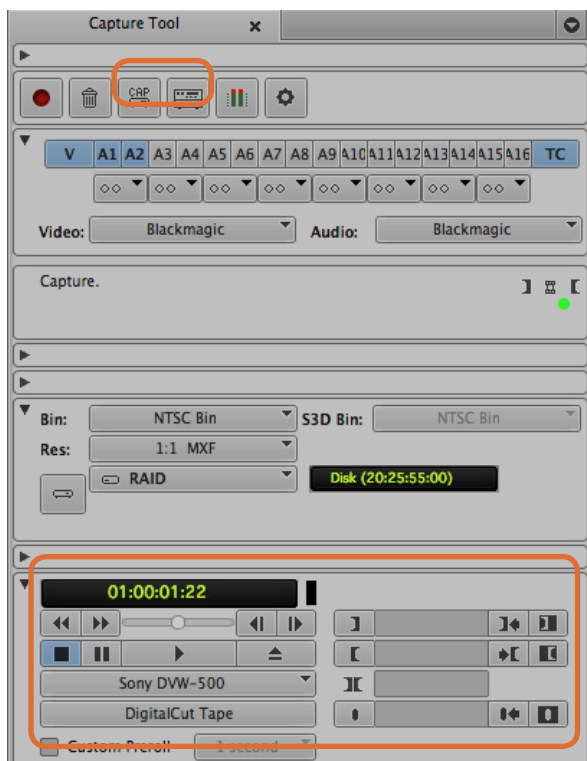 Capture Tool
CAP
V A1 A2 A3 A4 A5 A6 A7 A8 A9 A10 A11 A12 A13 A14 A15 A16 TC
Video: Blackmagic Audio: Blackmagic
Capture.
Bin: NTSC Bin S3D Bin: NTSC Bin
Res: 1:1 MXF
RAID Disk (20:25:55:00)
01:00:01:22
Sony DVW-500
DigitalCut Tape
Custom Preroll 1 second